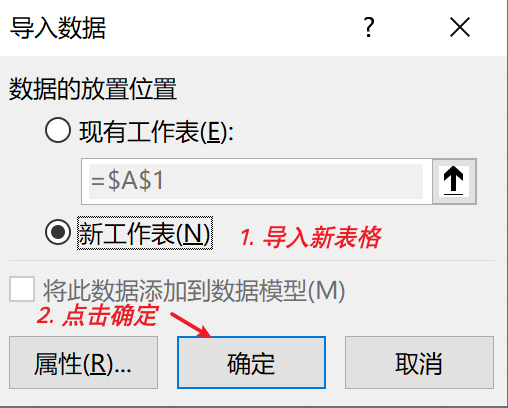 导入数据 ?
数据的放置位置
现有工作表(E):
=$A$1
新工作表(N) 1. 导入新表格
将此数据添加到数据模型(M)
2. 点击确定
属性(R)... 确定 取消